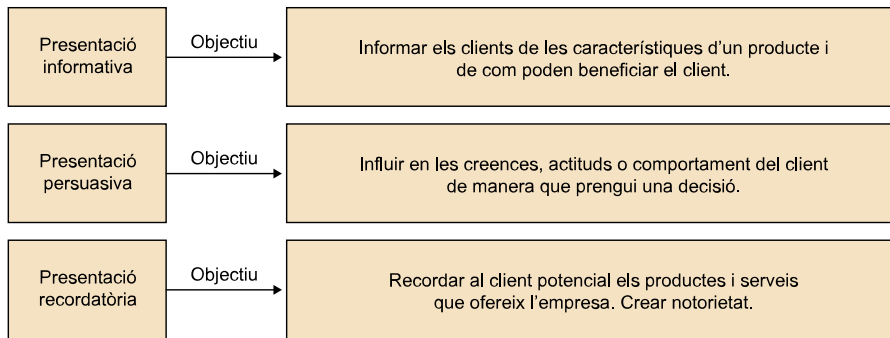 Presentació
informativa
Objectiu
Informar els clients de les característiques d’un producte i
de com poden beneficiar el client.
Presentació
persuasiva
Objectiu
Influir en les creences, actituds o comportament del client
de manera que prengui una decisió.
Presentació
recordatòria
Objectiu
Recordar al client potencial els productes i serveis
que ofereix l’empresa. Crear notorietat.